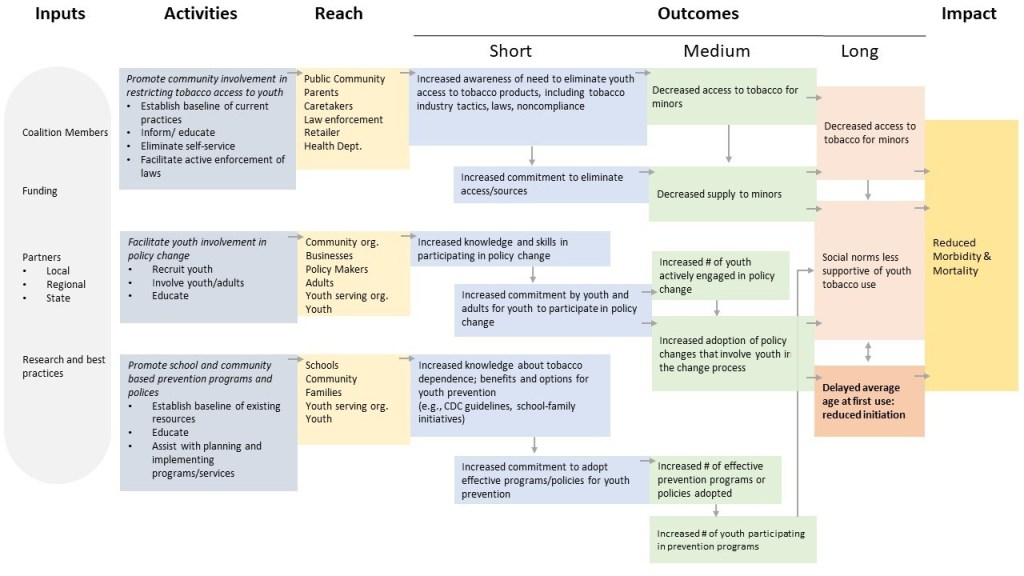 Inputs
Activities
Reach
Outcomes
Impact
Short
Medium
Long
Coalition Members
Funding
Partners
• Local
• Regional
• State
Research and best
practices
Promote community involvement in
restricting tobacco access to youth
• Establish baseline of current
practices
• Inform/ educate
• Eliminate self-service
• Facilitate active enforcement of
laws
Public Community
Parents
Caretakers
Law enforcement
Retailer
Health Dept.
Increased awareness of need to eliminate youth
access to tobacco products, including tobacco
industry tactics, laws, noncompliance
Increased commitment to eliminate
access/sources
Decreased access to tobacco for
minors
Decreased supply to minors
Decreased access to
tobacco for minors
Facilitate youth involvement in
policy change
• Recruit youth
• Involve youth/adults
• Educate
Community org.
Businesses
Policy Makers
Adults
Youth serving org.
Youth
Increased knowledge and skills in
participating in policy change
Increased commitment by youth and
adults for youth to participate in policy
change
Increased # of youth
actively engaged in policy
change
Increased adoption of policy
changes that involve youth in
the change process
Social norms less
supportive of youth
tobacco use
Reduced
Morbidity &
Mortality
Promote school and community
based prevention programs and
polices
• Establish baseline of existing
resources
• Educate
• Assist with planning and
implementing
programs/services
Schools
Community
Families
Youth serving org.
Youth
Increased knowledge about tobacco
dependence; benefits and options for
youth prevention
(e.g., CDC guidelines, school-family
initiatives)
Increased commitment to adopt
effective programs/policies for youth
prevention
Increased # of effective
prevention programs or
policies adopted
Increased # of youth participating
in prevention programs
Delayed average
age at first use:
reduced initiation